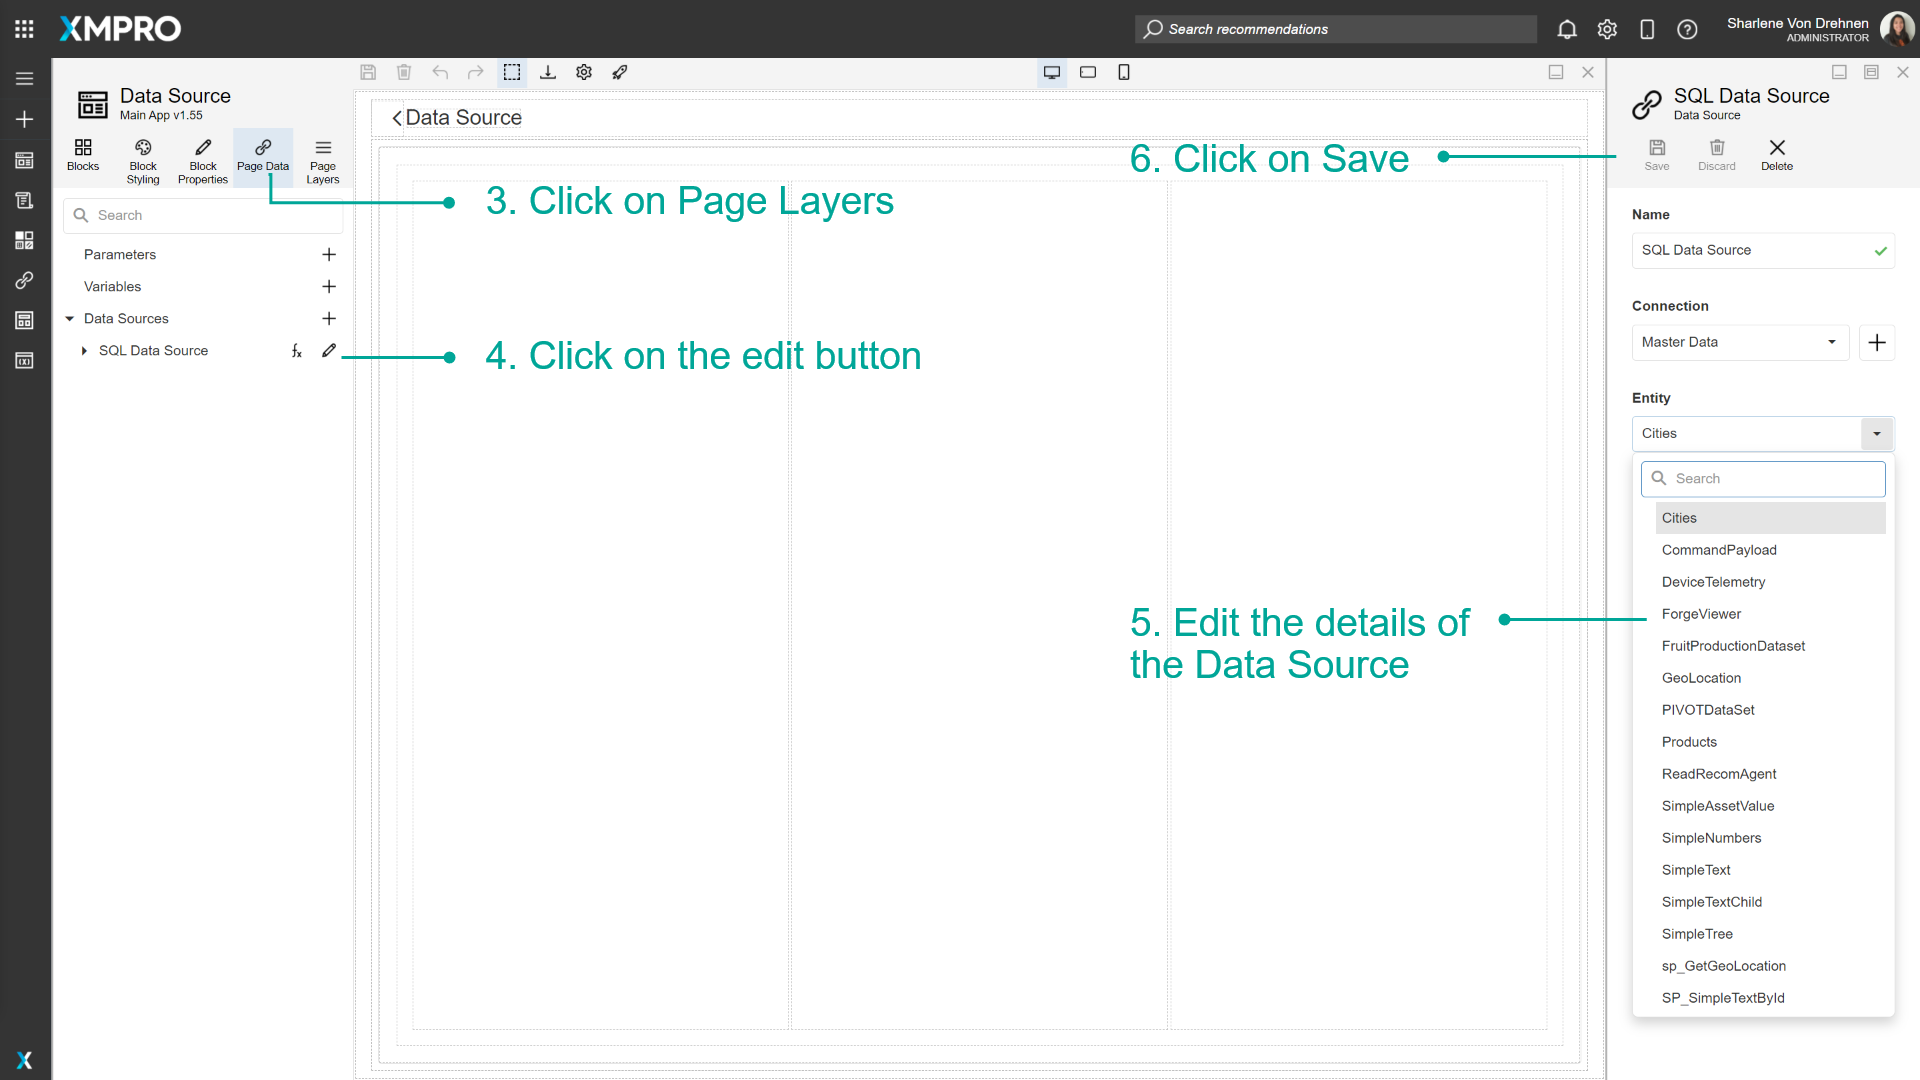 XMPRO
Search recommendations
Sharlene Von Drehnen
ADMINISTRATOR
Data Source
Main App v1.55
Blocks
Block Styling
Block Properties
Page Data
Page Layers
Search
Parameters
Variables
Data Sources
SQL Data Source
fx
Data Source
3. Click on Page Layers
4. Click on the edit button
6. Click on Save
5. Edit the details of
the Data Source
SQL Data Source
Data Source
Save
Discard
Delete
Name
SQL Data Source
Connection
Master Data
Entity
Cities
Search
Cities
CommandPayload
DeviceTelemetry
ForgeViewer
FruitProductionDataset
GeoLocation
PIVOTDataSet
Products
ReadRecomAgent
SimpleAssetValue
SimpleNumbers
SimpleText
SimpleTextChild
SimpleTree
sp_GetGeoLocation
SP_SimpleTextById